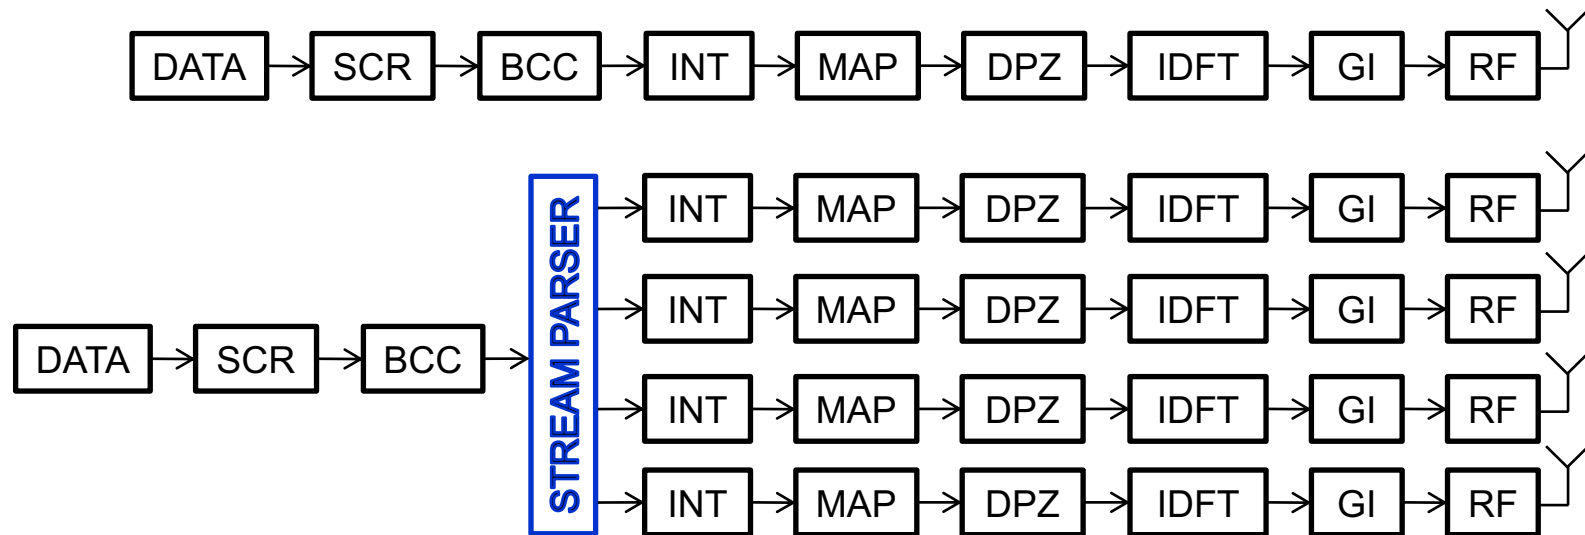 DATA SCR BCC INT MAP DPZ IDFT GI RF
STREAM PARSER
INT MAP DPZ IDFT GI RF
INT MAP DPZ IDFT GI RF
DATA SCR BCC
INT MAP DPZ IDFT GI RF
INT MAP DPZ IDFT GI RF